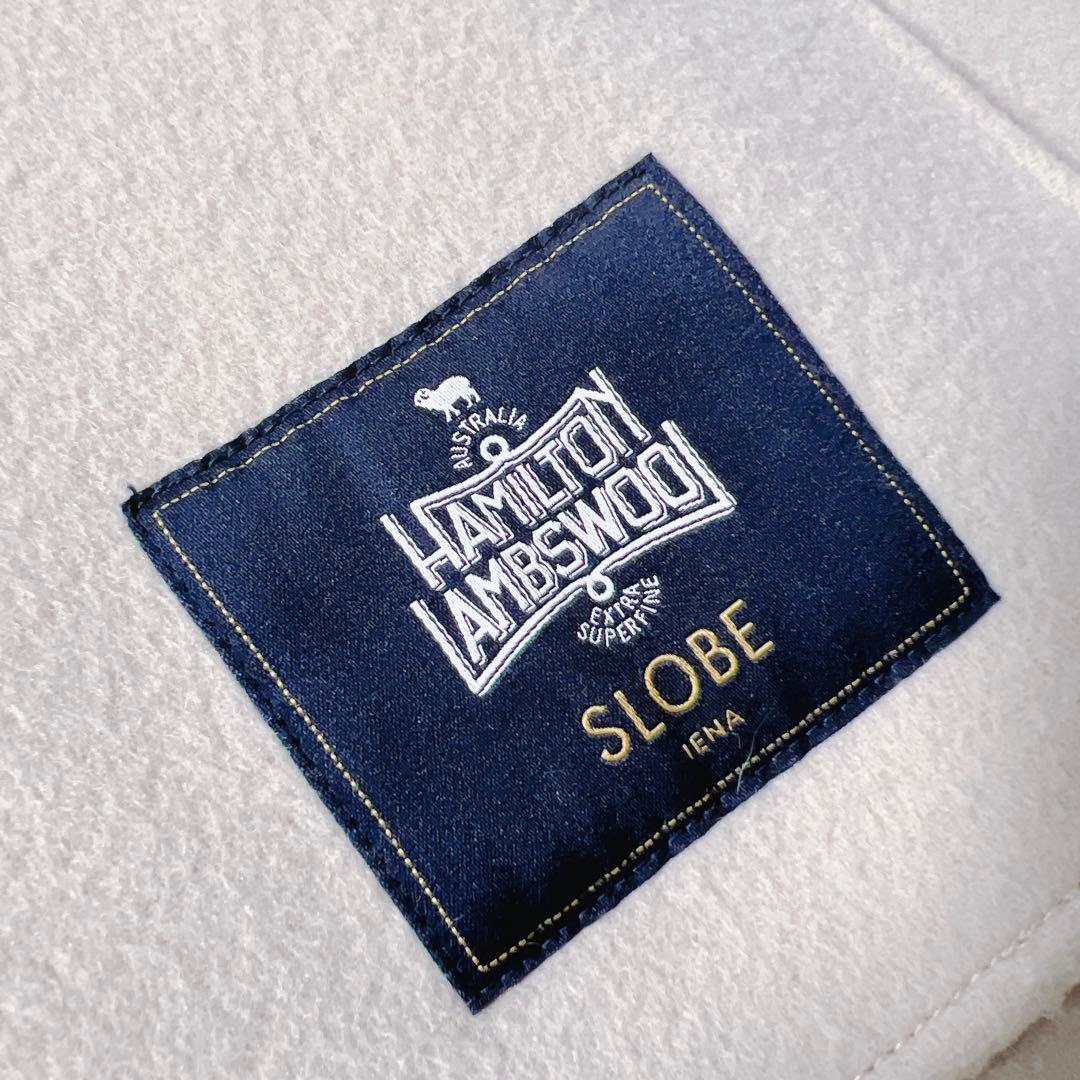 AUSTRALIA
HAMILTON
LAMBSWOOL
EXTRA
SUPERFINE
SLOBE
IENA